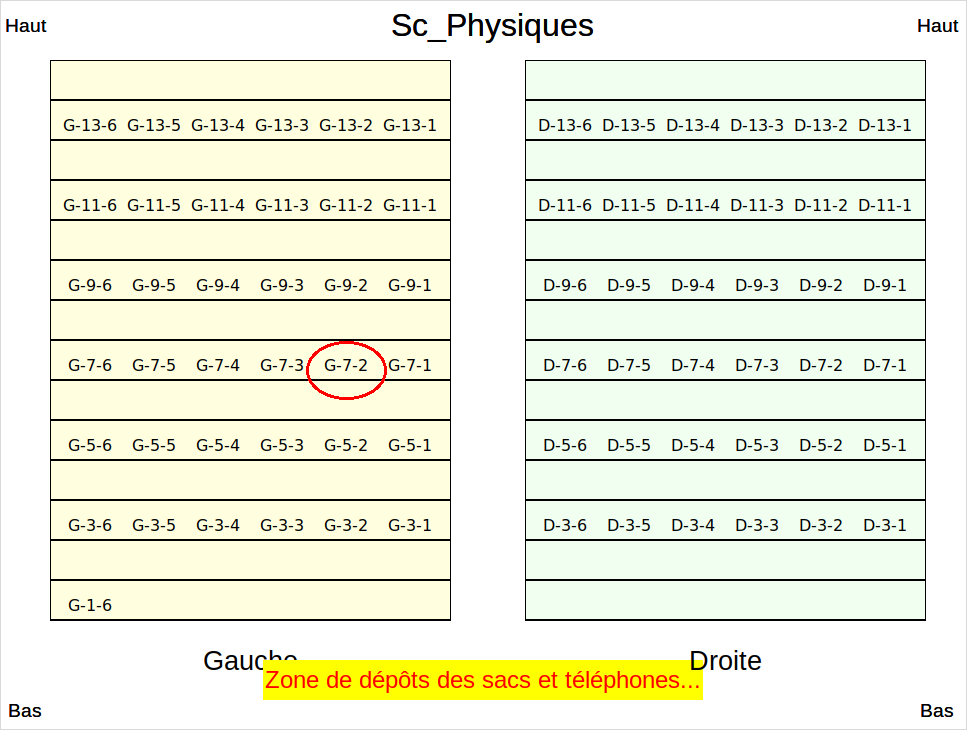 Sc_Physiques
Haut Haut
G-13-6 G-13-5 G-13-4 G-13-3 G-13-2 G-13-1 D-13-6 D-13-5 D-13-4 D-13-3 D-13-2 D-13-1
G-11-6 G-11-5 G-11-4 G-11-3 G-11-2 G-11-1 D-11-6 D-11-5 D-11-4 D-11-3 D-11-2 D-11-1
G-9-6 G-9-5 G-9-4 G-9-3 G-9-2 G-9-1 D-9-6 D-9-5 D-9-4 D-9-3 D-9-2 D-9-1
G-7-6 G-7-5 G-7-4 G-7-3 G-7-2 G-7-1 D-7-6 D-7-5 D-7-4 D-7-3 D-7-2 D-7-1
G-5-6 G-5-5 G-5-4 G-5-3 G-5-2 G-5-1 D-5-6 D-5-5 D-5-4 D-5-3 D-5-2 D-5-1
G-3-6 G-3-5 G-3-4 G-3-3 G-3-2 G-3-1 D-3-6 D-3-5 D-3-4 D-3-3 D-3-2 D-3-1
G-1-6
Gauche Droite
Zone de dépôts des sacs et téléphones...
Bas Bas